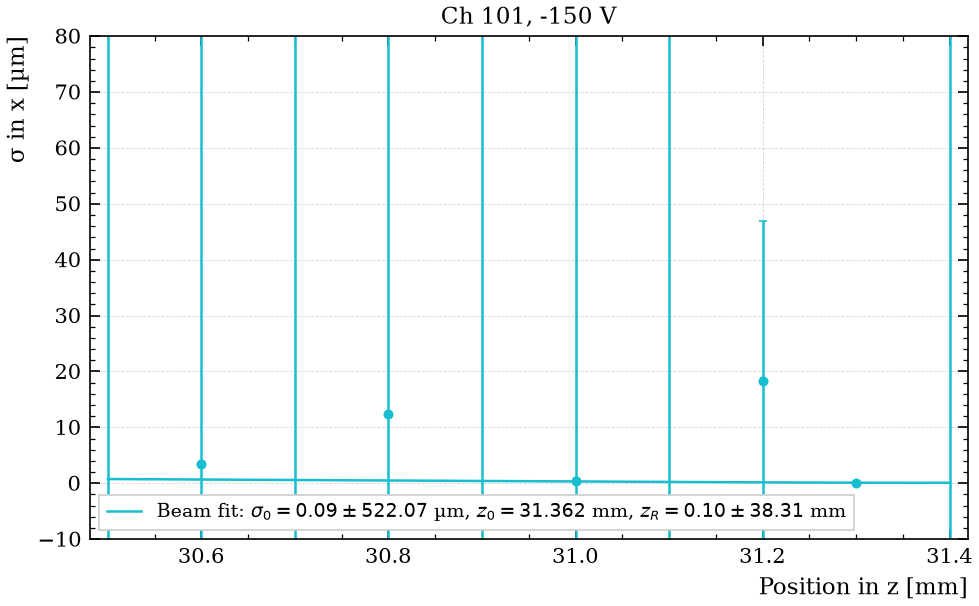 Ch 101, -150 V
σ in x [µm]
80
70
60
50
40
30
20
10
0
−10
Beam fit: σ₀ = 0.09 ± 522.07 µm, z₀ = 31.362 mm, z_R = 0.10 ± 38.31 mm
30.6 30.8 31.0 31.2 31.4
Position in z [mm]